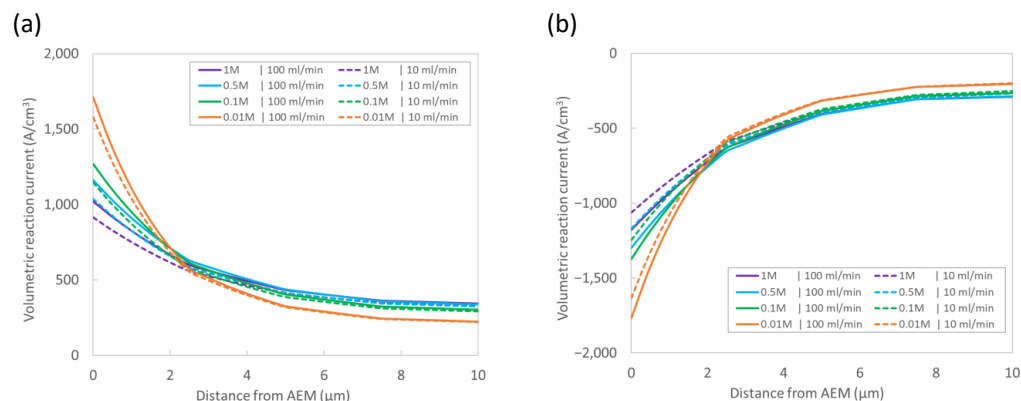 (a)
Volumetric reaction current (A/cm³)
2,000
1,500
1,000
500
0
1M | 100 ml/min 1M | 10 ml/min
0.5M | 100 ml/min 0.5M | 10 ml/min
0.1M | 100 ml/min 0.1M | 10 ml/min
0.01M | 100 ml/min 0.01M | 10 ml/min
0 2 4 6 8 10
Distance from AEM (μm)
(b)
Volumetric reaction current (A/cm³)
0
−500
−1,000
−1,500
−2,000
1M | 100 ml/min 1M | 10 ml/min
0.5M | 100 ml/min 0.5M | 10 ml/min
0.1M | 100 ml/min 0.1M | 10 ml/min
0.01M | 100 ml/min 0.01M | 10 ml/min
0 2 4 6 8 10
Distance from AEM (μm)